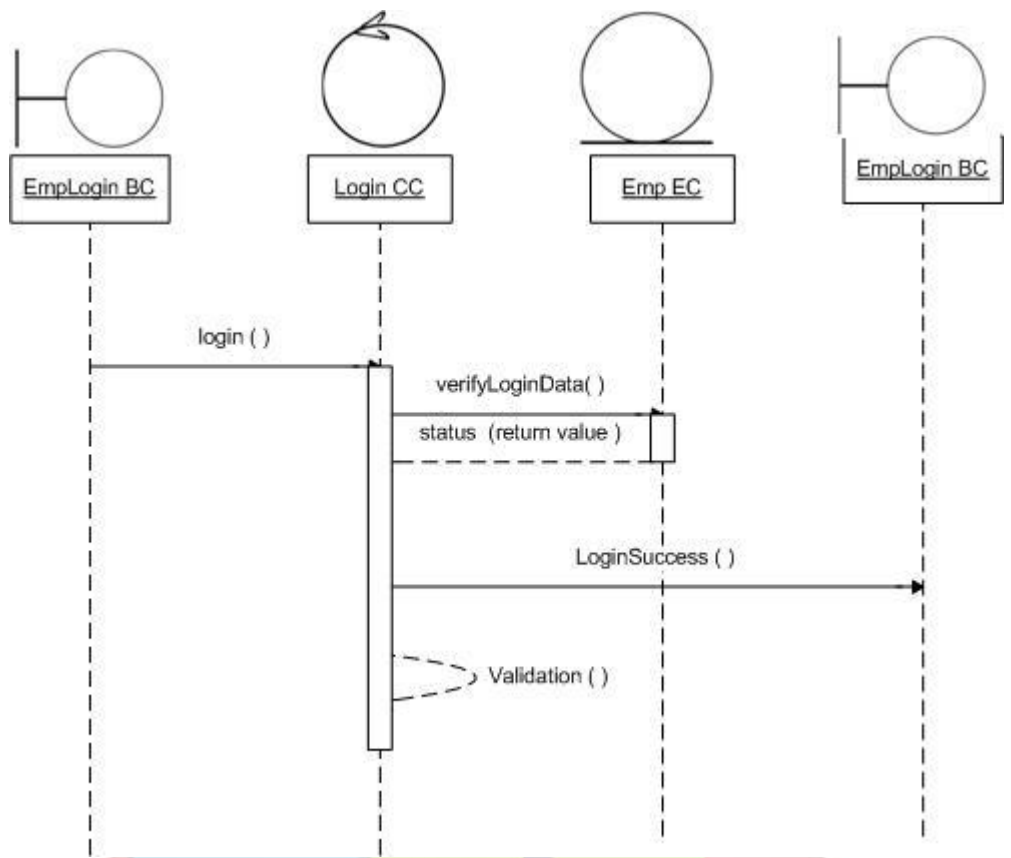 EmpLogin BC
Login CC
Emp EC
EmpLogin BC
login ( )
verifyLoginData( )
status (return value )
LoginSuccess ( )
Validation ( )